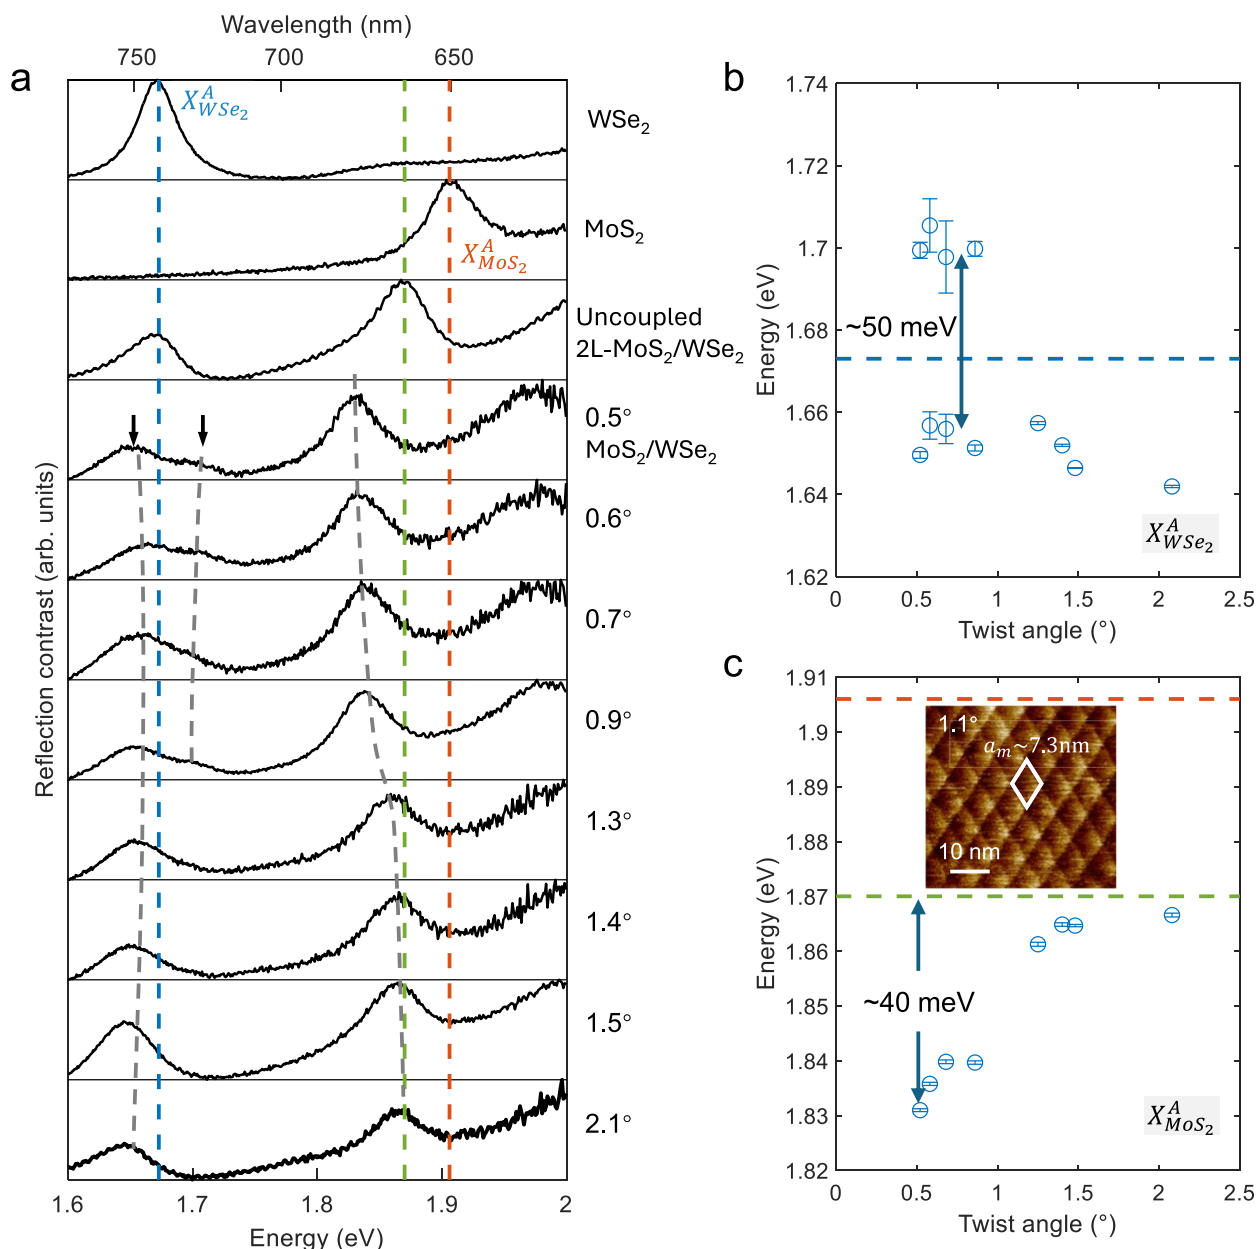 Wavelength (nm)
750 700 650
a
X^A_WSe₂
WSe₂
MoS₂
X^A_MoS₂
Uncoupled
2L-MoS₂/WSe₂
0.5°
MoS₂/WSe₂
0.6°
0.7°
0.9°
1.3°
1.4°
1.5°
2.1°
Reflection contrast (arb. units)
1.6 1.7 1.8 1.9 2
Energy (eV)
b
1.74
1.72
1.7
1.68
1.66
1.64
1.62
Energy (eV)
~50 meV
X^A_WSe₂
0 0.5 1 1.5 2 2.5
Twist angle (°)
c
1.91
1.9
1.89
1.88
1.87
1.86
1.85
1.84
1.83
1.82
Energy (eV)
1.1°
a_m~7.3nm
10 nm
~40 meV
X^A_MoS₂
0 0.5 1 1.5 2 2.5
Twist angle (°)